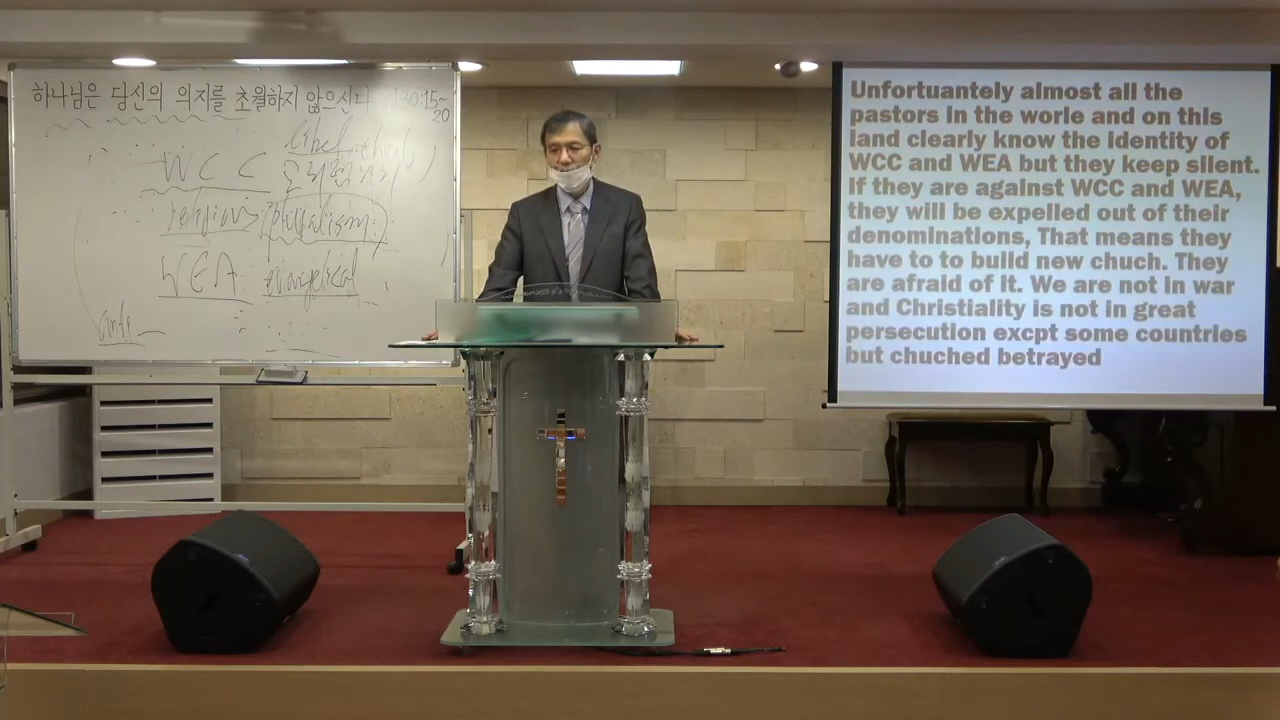 하나님은 당신의 의지를 초월하지 않으신다 130:15~
20
WCC
religious pluralism
WEA evangelical
Unfortuantely almost all the
pastors in the worle and on this
land clearly know the identity of
WCC and WEA but they keep silent.
If they are against WCC and WEA,
they will be expelled out of their
denominations, That means they
have to to build new chuch. They
are afraid of it. We are not in war
and Christiality is not in great
persecution excpt some countries
but chuched betrayed